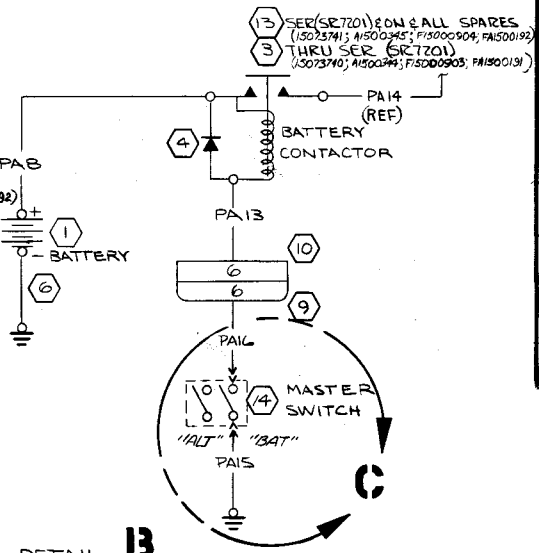 13 SER(SR7201) & ON & ALL SPARES
(15073741; A1500345; F15000904; FA1500192)
3 THRU SER (SR7201)
(15073740; A1500344; F15000903; FA1500191)
PA14
(REF)
4
BATTERY
CONTACTOR
PA8
92)
PA13
+
1
- BATTERY
6
10
6
6
9
PA16
14 MASTER
SWITCH
"ALT" "BAT"
PA15
C
DETAIL B